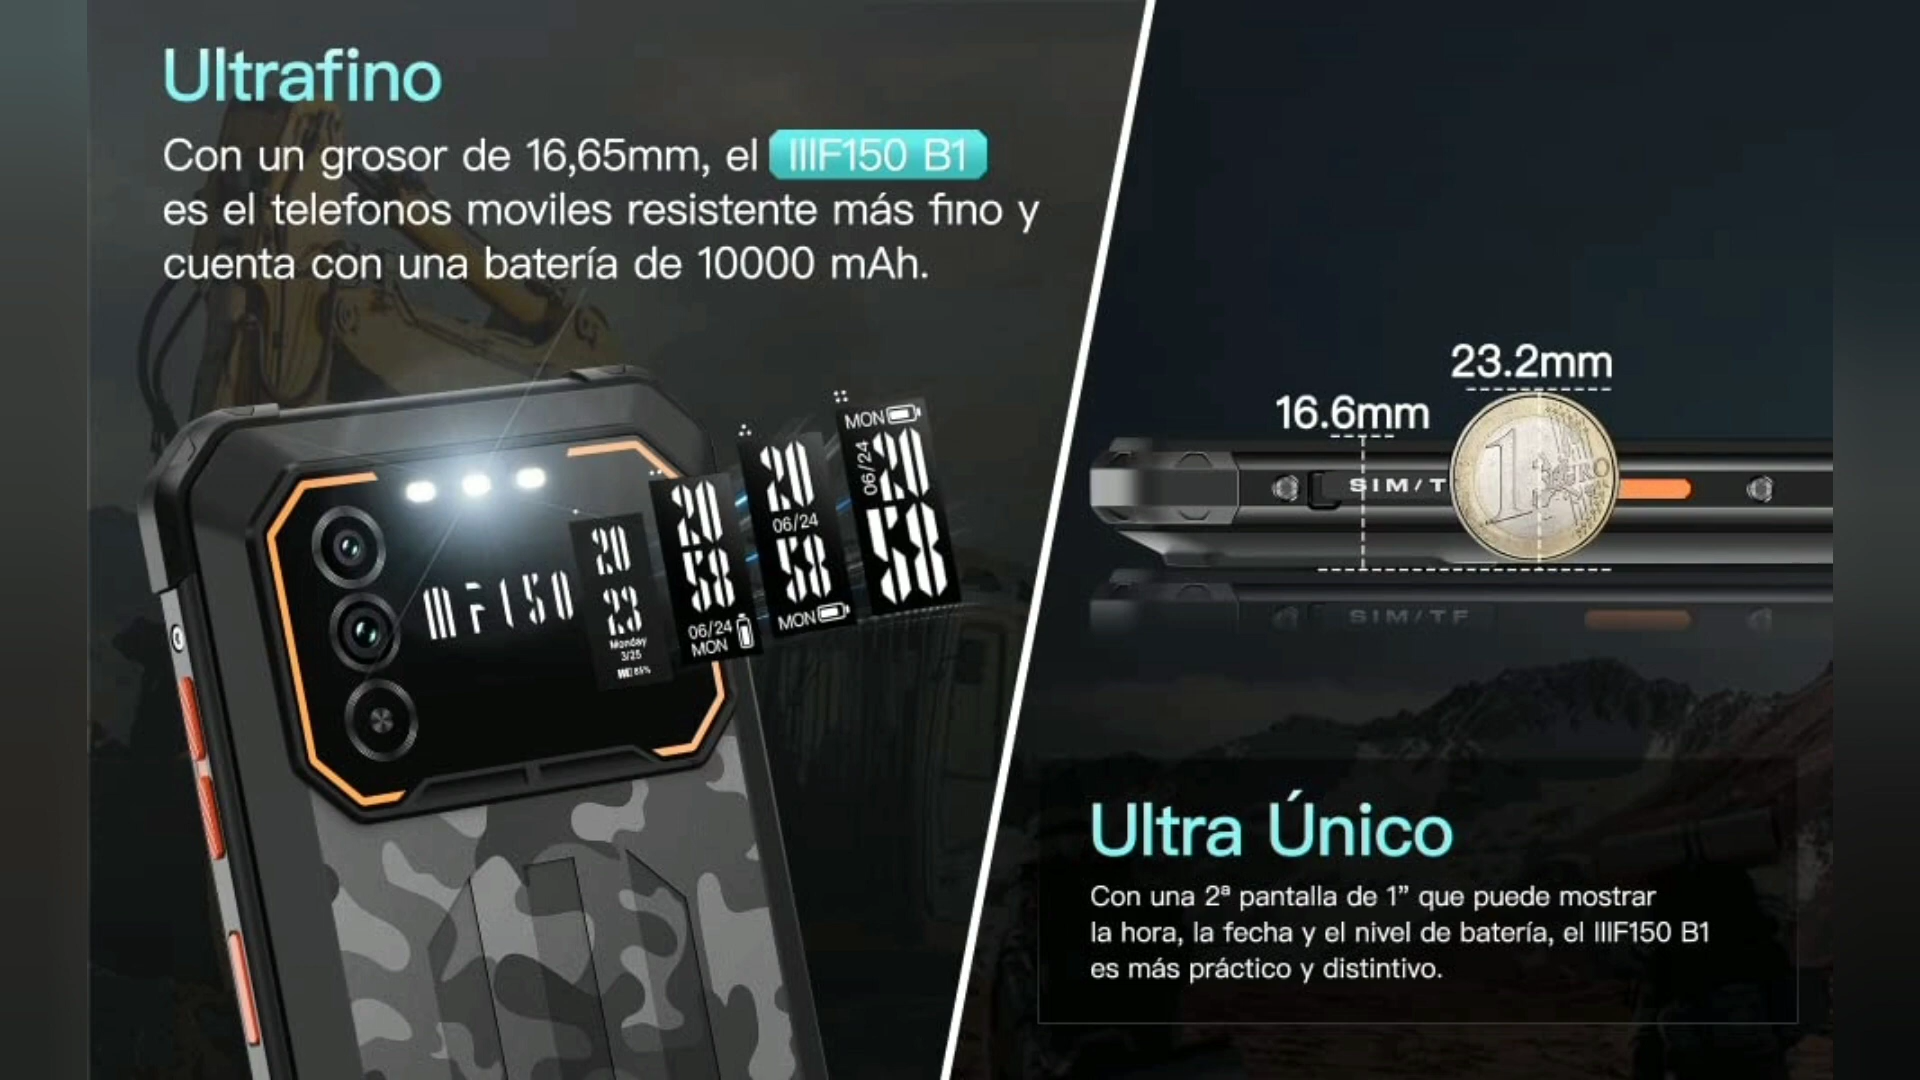 Ultrafino
Con un grosor de 16,65mm, el IIIF150 B1
es el telefonos moviles resistente más fino y
cuenta con una batería de 10000 mAh.
20
23
Monday
3/25
85%
20
58
06/24
MON
20
06/24
58
MON
MON
06/24
20
58
23.2mm
16.6mm
SIM/T
1
EURO
SIM/TF
Ultra Único
Con una 2ª pantalla de 1” que puede mostrar
la hora, la fecha y el nivel de batería, el IIIF150 B1
es más práctico y distintivo.